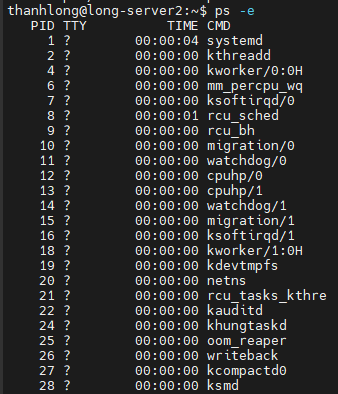 thanhlong@long-server2:~$ ps -e
PID TTY TIME CMD
1 ? 00:00:04 systemd
2 ? 00:00:00 kthreadd
4 ? 00:00:00 kworker/0:0H
6 ? 00:00:00 mm_percpu_wq
7 ? 00:00:00 ksoftirqd/0
8 ? 00:00:01 rcu_sched
9 ? 00:00:00 rcu_bh
10 ? 00:00:00 migration/0
11 ? 00:00:00 watchdog/0
12 ? 00:00:00 cpuhp/0
13 ? 00:00:00 cpuhp/1
14 ? 00:00:00 watchdog/1
15 ? 00:00:00 migration/1
16 ? 00:00:00 ksoftirqd/1
18 ? 00:00:00 kworker/1:0H
19 ? 00:00:00 kdevtmpfs
20 ? 00:00:00 netns
21 ? 00:00:00 rcu_tasks_kthre
22 ? 00:00:00 kauditd
24 ? 00:00:00 khungtaskd
25 ? 00:00:00 oom_reaper
26 ? 00:00:00 writeback
27 ? 00:00:00 kcompactd0
28 ? 00:00:00 ksmd